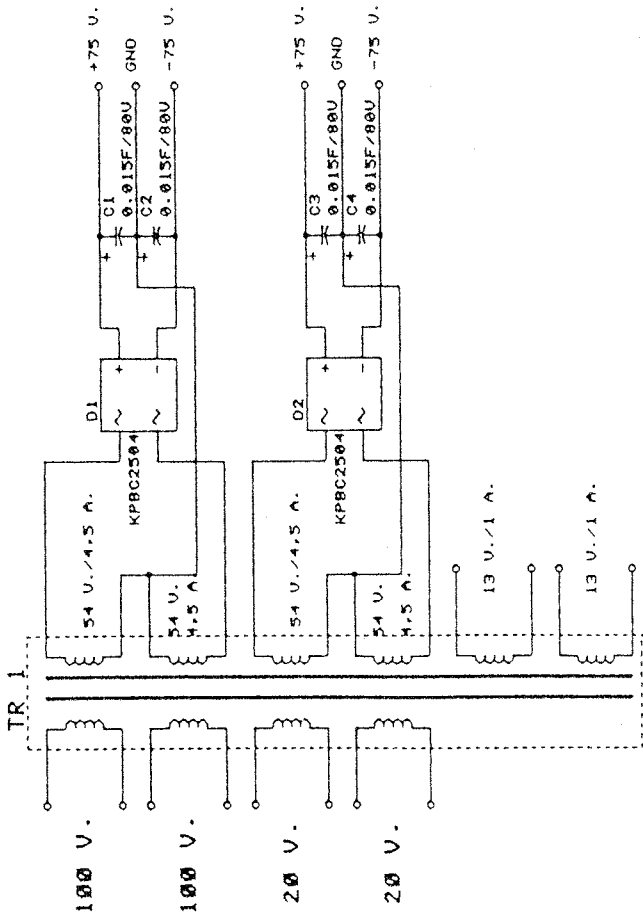 TR 1
100 V.
100 V.
20 V.
20 V.
54 U./4,5 A.
54 U.
4,5 A.
54 U./4,5 A.
54 U.
4,5 A.
13 U./1 A.
13 U./1 A.
D1
~ +
~ -
KPBC2504
D2
~ +
~ -
KPBC2504
+
C1
0.015F/80V
+
C2
0.015F/80V
+
C3
0.015F/80V
+
C4
0.015F/80V
+75 U.
GND
-75 U.
+75 U.
GND
-75 U.